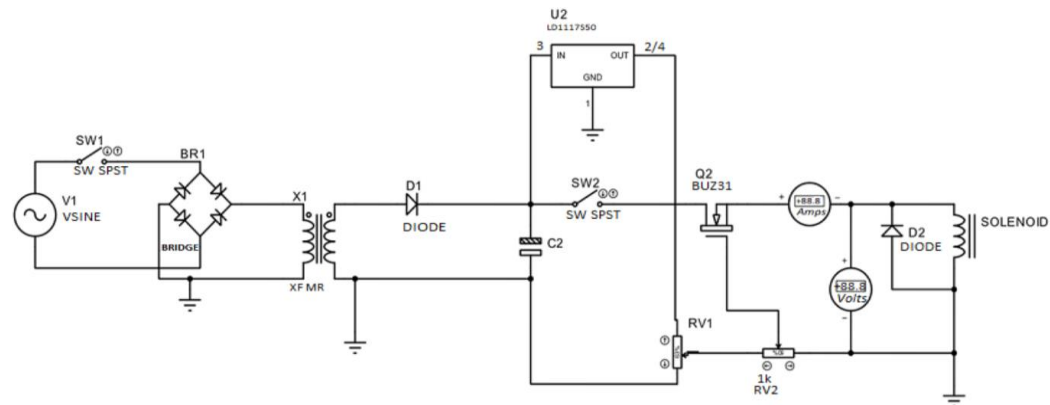 U2
LD1117S50
3
IN
OUT
2/4
GND
1
SW1
SW SPST
BR1
V1
VSINE
BRIDGE
X1
XFMR
D1
DIODE
SW2
SW SPST
C2
Q2
BUZ31
+88.8
Amps
D2
DIODE
SOLENOID
+88.8
Volts
RV1
1k
RV2